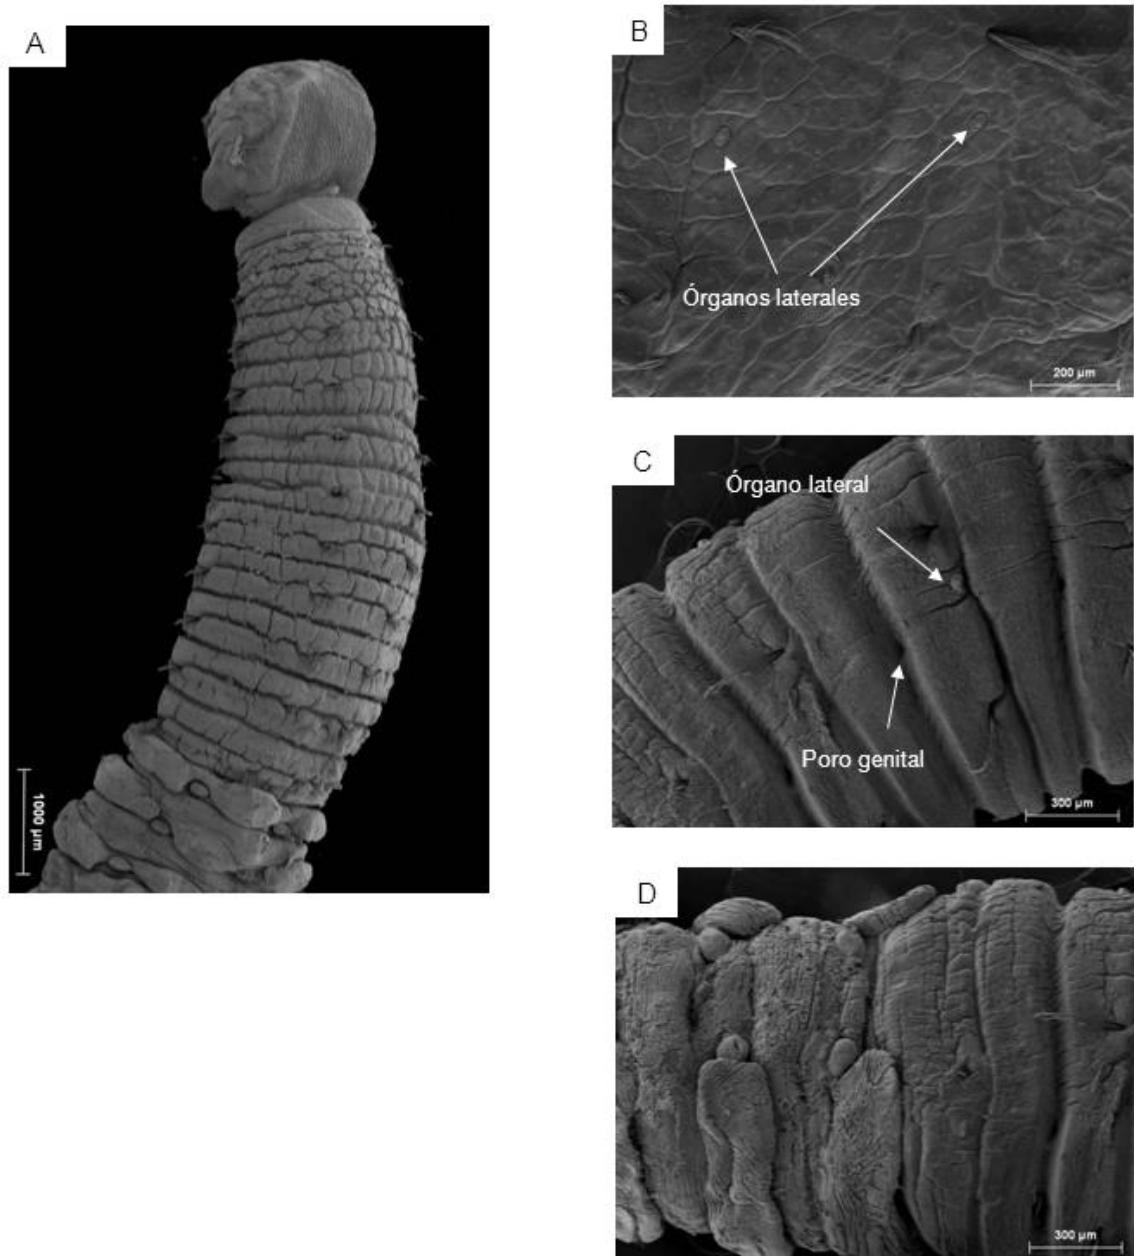 A
B
Órganos laterales
200 µm
C
Órgano lateral
Poro genital
300 µm
1000 µm
D
300 µm